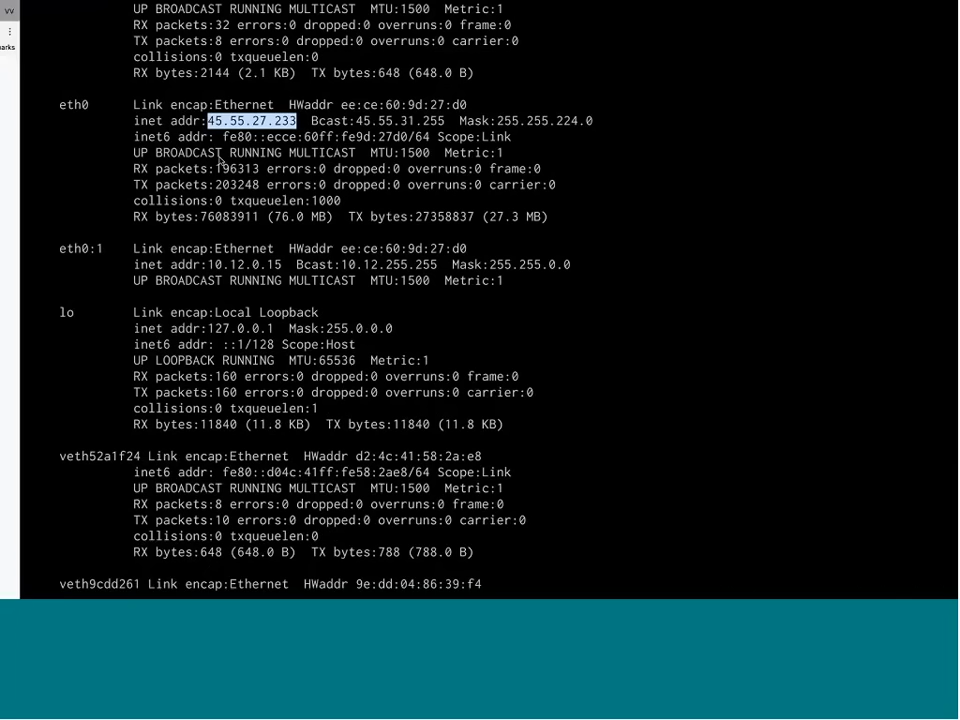 vv
arks
UP BROADCAST RUNNING MULTICAST  MTU:1500  Metric:1
RX packets:32 errors:0 dropped:0 overruns:0 frame:0
TX packets:8 errors:0 dropped:0 overruns:0 carrier:0
collisions:0 txqueuelen:0
RX bytes:2144 (2.1 KB)  TX bytes:648 (648.0 B)
eth0      Link encap:Ethernet  HWaddr ee:ce:60:9d:27:d0
inet addr:45.55.27.233  Bcast:45.55.31.255  Mask:255.255.224.0
inet6 addr: fe80::ecce:60ff:fe9d:27d0/64 Scope:Link
UP BROADCAST RUNNING MULTICAST  MTU:1500  Metric:1
RX packets:196313 errors:0 dropped:0 overruns:0 frame:0
TX packets:203248 errors:0 dropped:0 overruns:0 carrier:0
collisions:0 txqueuelen:1000
RX bytes:76083911 (76.0 MB)  TX bytes:27358837 (27.3 MB)
eth0:1    Link encap:Ethernet  HWaddr ee:ce:60:9d:27:d0
inet addr:10.12.0.15  Bcast:10.12.255.255  Mask:255.255.0.0
UP BROADCAST RUNNING MULTICAST  MTU:1500  Metric:1
lo        Link encap:Local Loopback
inet addr:127.0.0.1  Mask:255.0.0.0
inet6 addr: ::1/128 Scope:Host
UP LOOPBACK RUNNING  MTU:65536  Metric:1
RX packets:160 errors:0 dropped:0 overruns:0 frame:0
TX packets:160 errors:0 dropped:0 overruns:0 carrier:0
collisions:0 txqueuelen:1
RX bytes:11840 (11.8 KB)  TX bytes:11840 (11.8 KB)
veth52a1f24 Link encap:Ethernet  HWaddr d2:4c:41:58:2a:e8
inet6 addr: fe80::d04c:41ff:fe58:2ae8/64 Scope:Link
UP BROADCAST RUNNING MULTICAST  MTU:1500  Metric:1
RX packets:8 errors:0 dropped:0 overruns:0 frame:0
TX packets:10 errors:0 dropped:0 overruns:0 carrier:0
collisions:0 txqueuelen:0
RX bytes:648 (648.0 B)  TX bytes:788 (788.0 B)
veth9cdd261 Link encap:Ethernet  HWaddr 9e:dd:04:86:39:f4